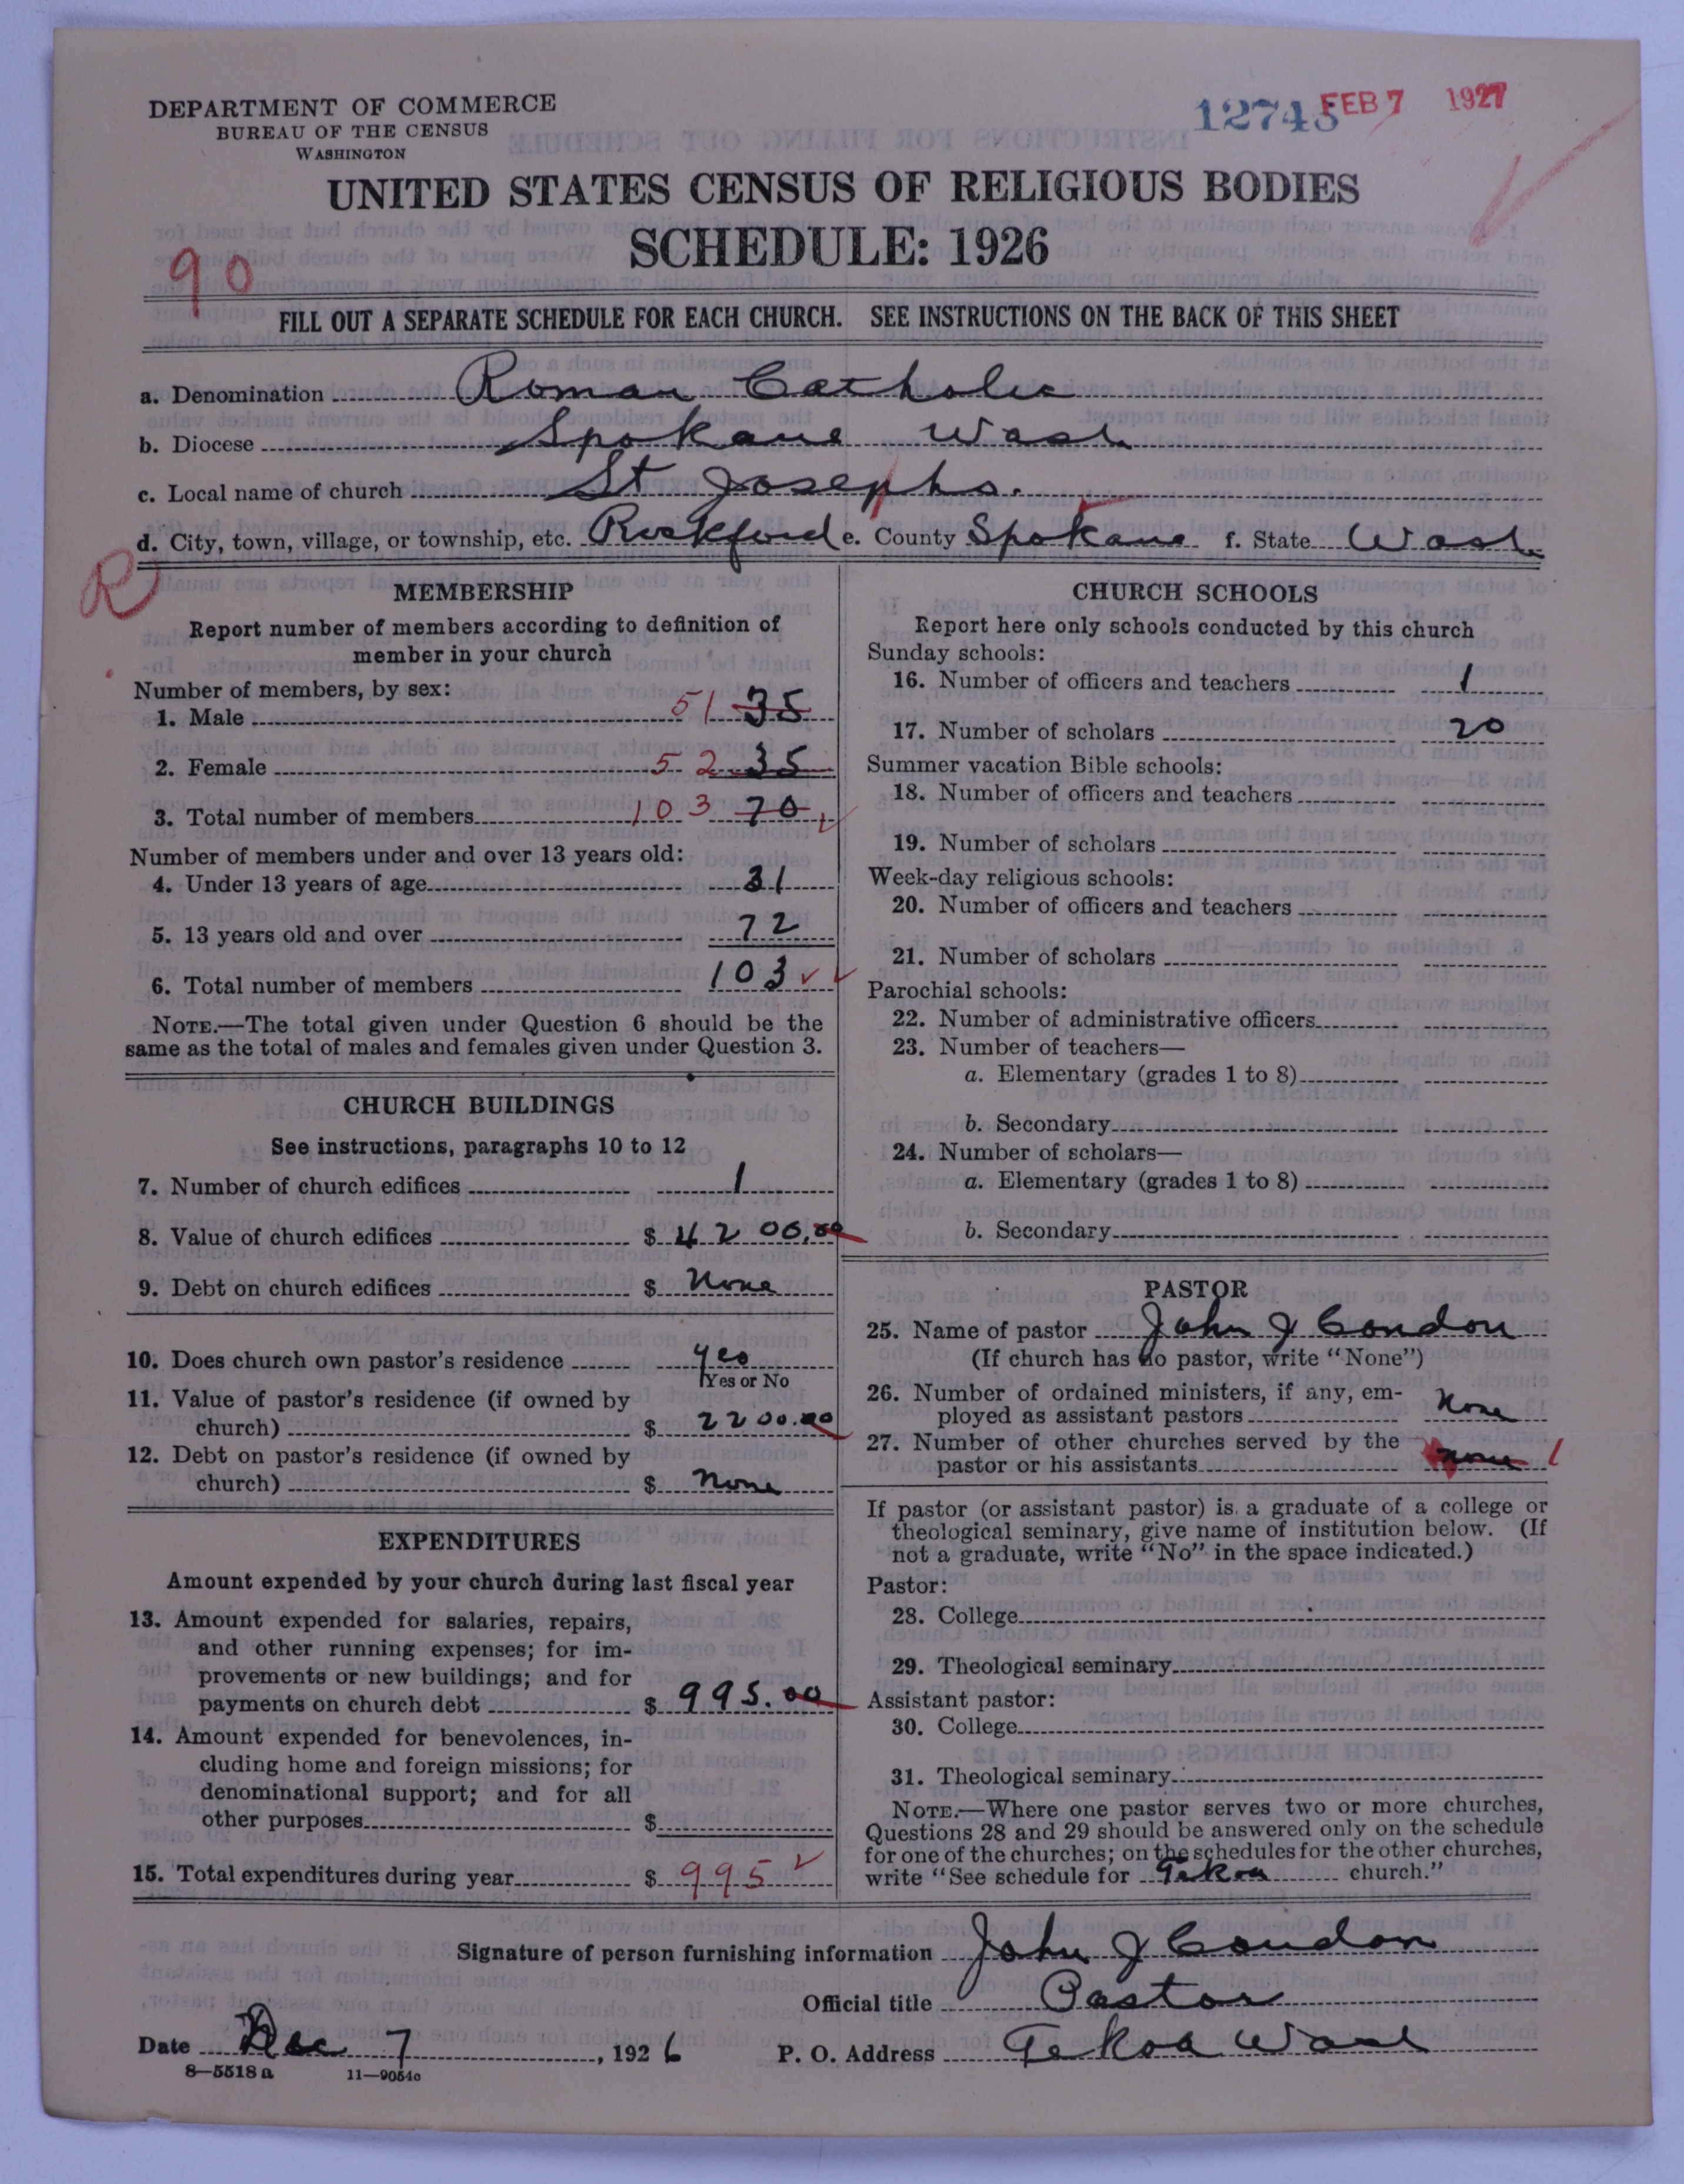 DEPARTMENT OF COMMERCE
BUREAU OF THE CENSUS
WASHINGTON
12745 FEB 7 1927
UNITED STATES CENSUS OF RELIGIOUS BODIES
SCHEDULE: 1926
90
FILL OUT A SEPARATE SCHEDULE FOR EACH CHURCH. SEE INSTRUCTIONS ON THE BACK OF THIS SHEET
a. Denomination Roman Catholic
b. Diocese Spokane Wash
c. Local name of church St Josephs.
d. City, town, village, or township, etc. Rockford e. County Spokane f. State Wash
R
MEMBERSHIP
Report number of members according to definition of
member in your church
Number of members, by sex:
1. Male 51 35
2. Female 52 35
3. Total number of members 103 70
Number of members under and over 13 years old:
4. Under 13 years of age 31
5. 13 years old and over 72
6. Total number of members 103
NOTE.—The total given under Question 6 should be the
same as the total of males and females given under Question 3.
CHURCH BUILDINGS
See instructions, paragraphs 10 to 12
7. Number of church edifices 1
8. Value of church edifices $ 4200.00
9. Debt on church edifices $ None
10. Does church own pastor's residence yes
Yes or No
11. Value of pastor's residence (if owned by
church) $ 2200.00
12. Debt on pastor's residence (if owned by
church) $ None
EXPENDITURES
Amount expended by your church during last fiscal year
13. Amount expended for salaries, repairs,
and other running expenses; for im-
provements or new buildings; and for
payments on church debt $ 995.00
14. Amount expended for benevolences, in-
cluding home and foreign missions; for
denominational support; and for all
other purposes $
15. Total expenditures during year $ 995
CHURCH SCHOOLS
Report here only schools conducted by this church
Sunday schools:
16. Number of officers and teachers 1
17. Number of scholars 20
Summer vacation Bible schools:
18. Number of officers and teachers
19. Number of scholars
Week-day religious schools:
20. Number of officers and teachers
21. Number of scholars
Parochial schools:
22. Number of administrative officers
23. Number of teachers—
a. Elementary (grades 1 to 8)
b. Secondary
24. Number of scholars—
a. Elementary (grades 1 to 8)
b. Secondary
PASTOR
25. Name of pastor John J Condon
(If church has no pastor, write "None")
26. Number of ordained ministers, if any, em-
ployed as assistant pastors None
27. Number of other churches served by the
pastor or his assistants none 1
If pastor (or assistant pastor) is a graduate of a college or
theological seminary, give name of institution below. (If
not a graduate, write "No" in the space indicated.)
Pastor:
28. College
29. Theological seminary
Assistant pastor:
30. College
31. Theological seminary
NOTE.—Where one pastor serves two or more churches,
Questions 28 and 29 should be answered only on the schedule
for one of the churches; on the schedules for the other churches,
write "See schedule for Tekoa church."
Signature of person furnishing information John J Condon
Official title Pastor
Date Dec 7, 1926 P. O. Address Tekoa Wash
8—5518 a 11—9054c